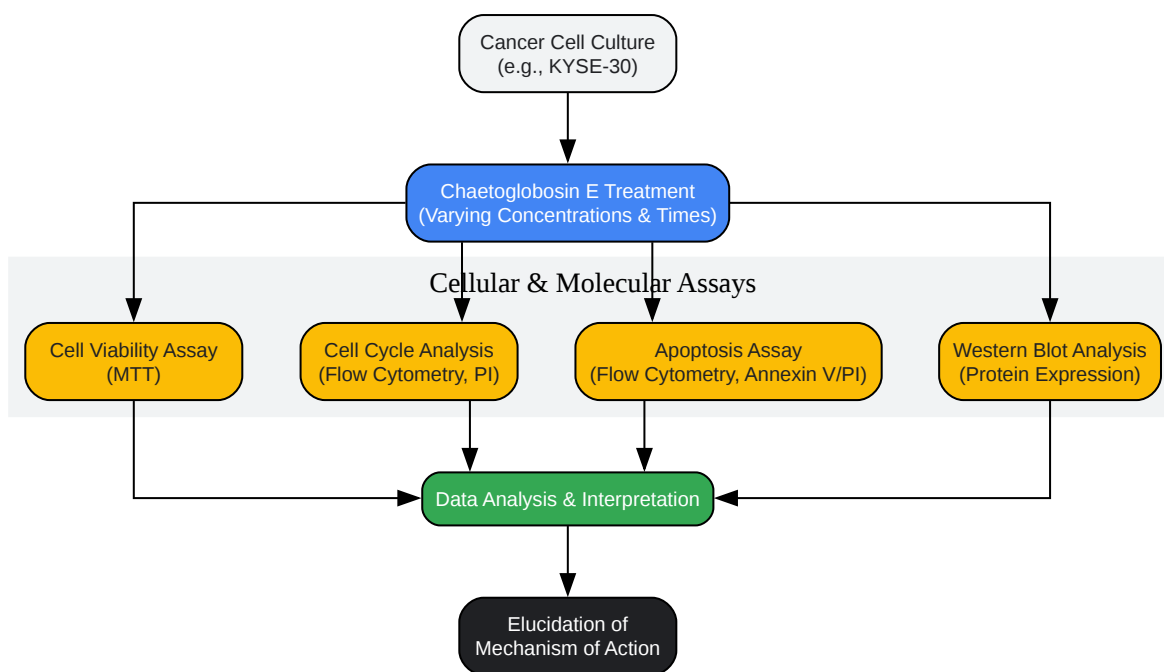 Cancer Cell Culture
(e.g., KYSE-30)
Chaetoglobosin E Treatment
(Varying Concentrations & Times)
Cellular & Molecular Assays
Cell Viability Assay
(MTT)
Cell Cycle Analysis
(Flow Cytometry, PI)
Apoptosis Assay
(Flow Cytometry, Annexin V/PI)
Western Blot Analysis
(Protein Expression)
Data Analysis & Interpretation
Elucidation of
Mechanism of Action